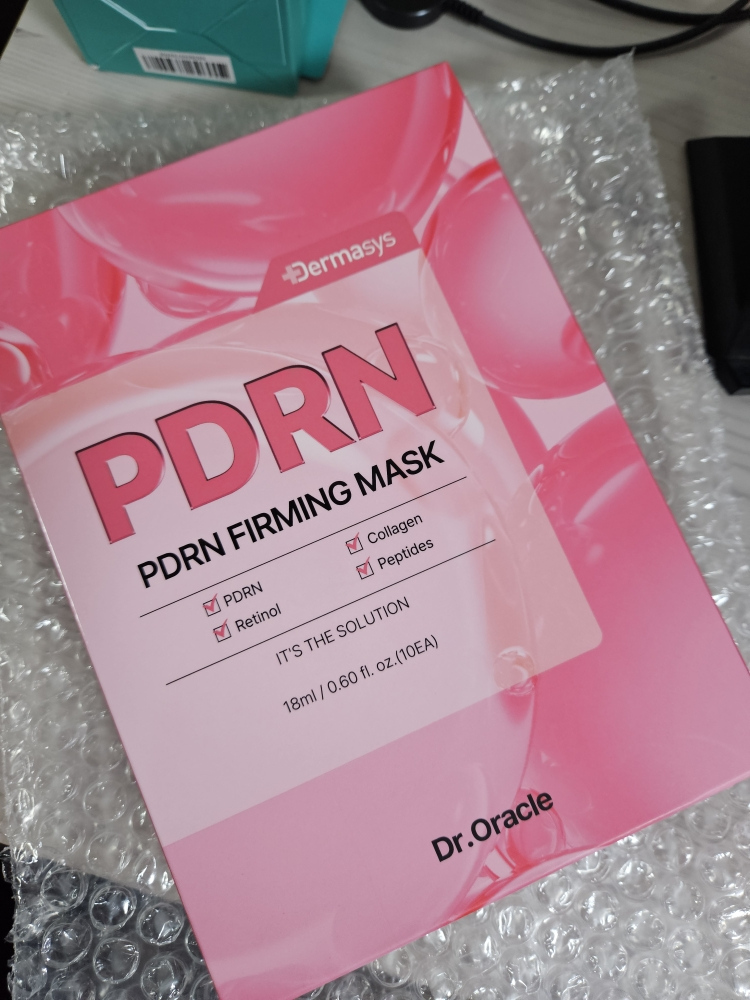 Dermasys
PDRN
PDRN FIRMING MASK
PDRN
Collagen
Retinol
Peptides
IT'S THE SOLUTION
18ml / 0.60 fl. oz.(10EA)
Dr.Oracle